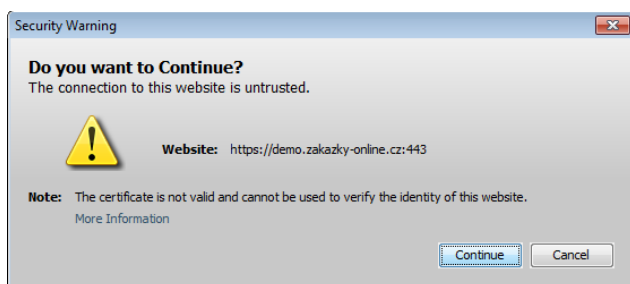 Security Warning
Do you want to Continue?
The connection to this website is untrusted.
Website: https://demo.zakazky-online.cz:443
Note: The certificate is not valid and cannot be used to verify the identity of this website.
More Information
Continue Cancel